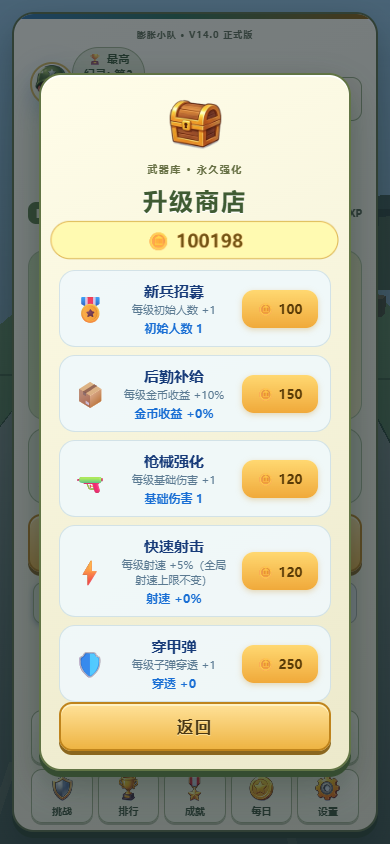 膨胀小队 • V14.0 正式版
最高
升级商店
武器库 • 永久强化
100198
新兵招募
每级初始人数 +1
初始人数 1
100
后勤补给
每级金币收益 +10%
金币收益 +0%
150
枪械强化
每级基础伤害 +1
基础伤害 1
120
快速射击
每级射速 +5%（全局
射速上限不变）
射速 +0%
120
穿甲弹
每级子弹穿透 +1
穿透 +0
250
返回
挑战
排行
成就
每日
设置